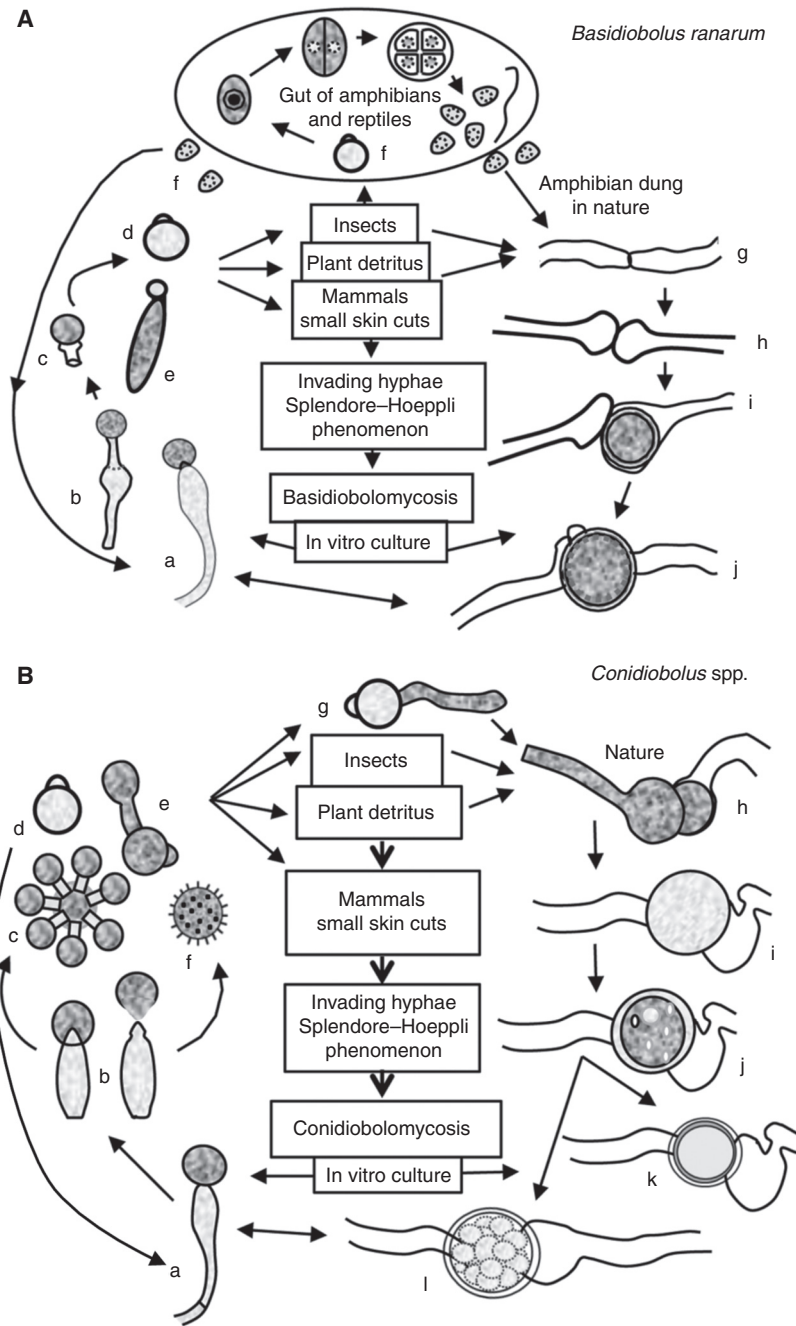 A
Basidiobolus ranarum
Gut of amphibians
and reptiles
f
f
Amphibian dung
in nature
d
Insects
g
Plant detritus
Mammals
small skin cuts
c
e
h
Invading hyphae
Splendore–Hoeppli
phenomenon
i
b
Basidiobolomycosis
a
In vitro culture
j
B
Conidiobolus spp.
g
Nature
Insects
e
d
Plant detritus
h
c
Mammals
small skin cuts
f
i
Invading hyphae
Splendore–Hoeppli
phenomenon
b
j
Conidiobolomycosis
In vitro culture
k
a
l